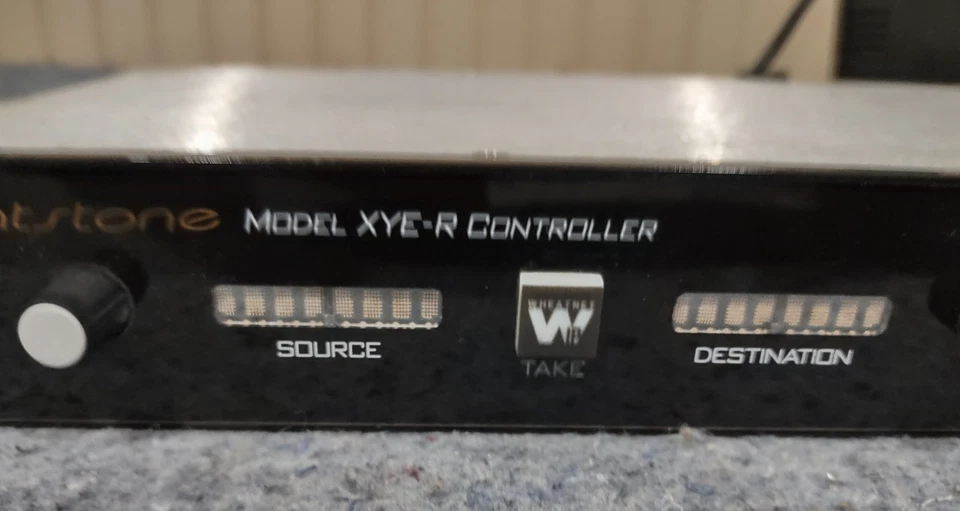 atstone MODEL XYE-R CONTROLLER
WHEATNET
W
SOURCE
TAKE
DESTINATION